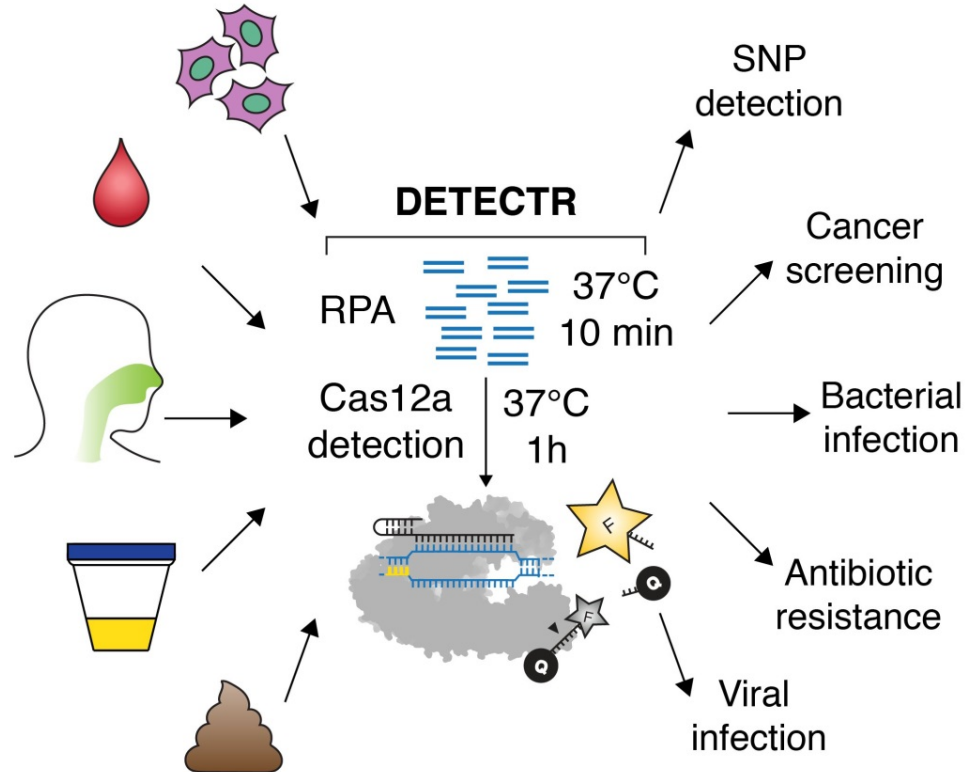 DETECTR
RPA
37°C
10 min
Cas12a
detection
37°C
1h
F
Q
F
Q
SNP
detection
Cancer
screening
Bacterial
infection
Antibiotic
resistance
Viral
infection